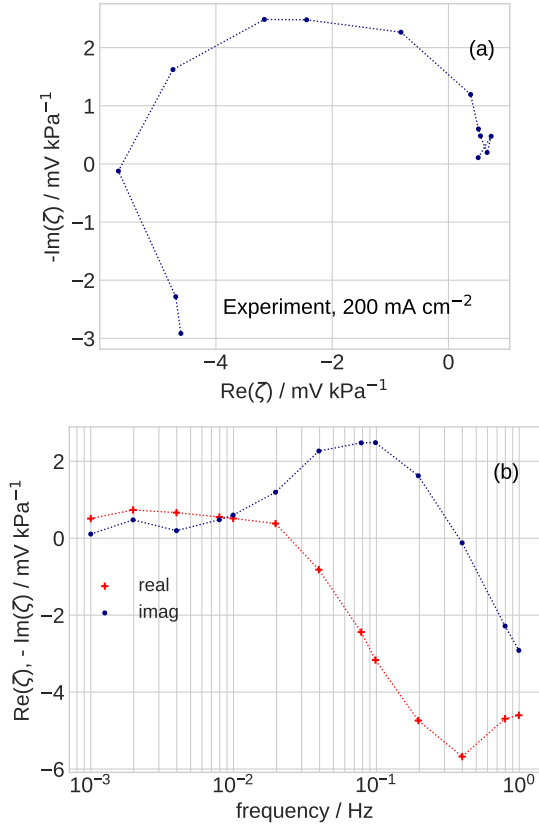 (a)
2
1
0
−1
−2
−3
-Im(ζ) / mV kPa⁻¹
Experiment, 200 mA cm⁻²
−4
−2
0
Re(ζ) / mV kPa⁻¹
(b)
2
0
−2
−4
−6
Re(ζ), - Im(ζ) / mV kPa⁻¹
real
imag
10⁻³
10⁻²
10⁻¹
10⁰
frequency / Hz